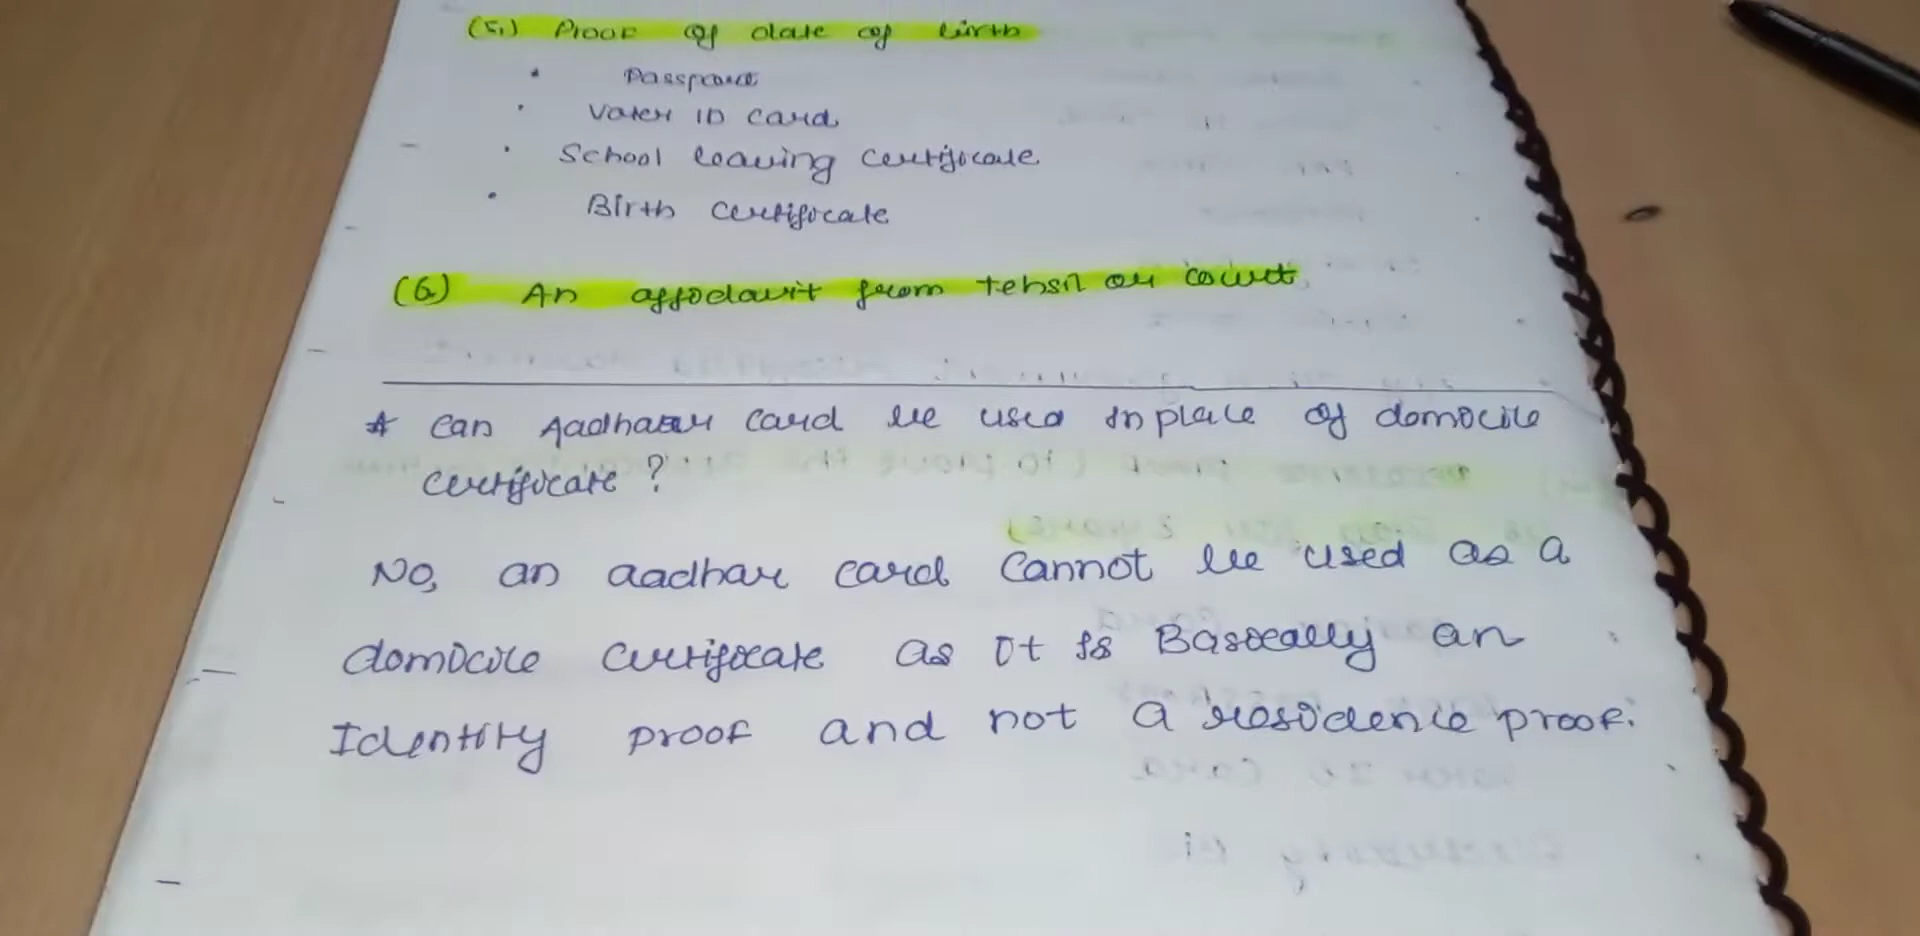 (5.) Proof of date of birth
• Passport
• Voter ID card
• School leaving certificate
• Birth certificate
(6) An affidavit from tehsil or court.
* Can Aadhaar card be used in place of domicile
certificate ?
No, an aadhar card cannot be used as a
domicile certificate as it is Basically an
Identity proof and not a residence proof.